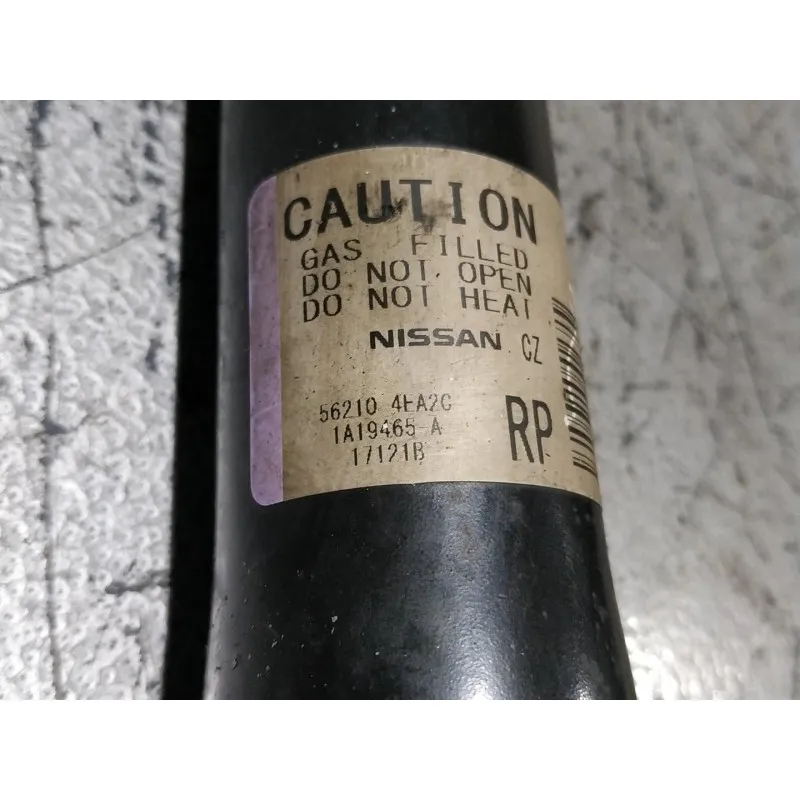 CAUTION
GAS FILLED
DO NOT OPEN
DO NOT HEAT
NISSAN CZ
56210 4EA2C
1A19465-A
17121B
RP